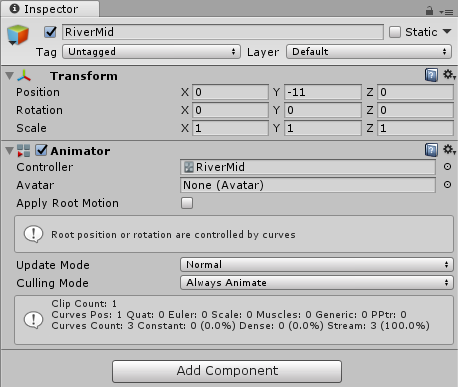 Inspector
RiverMid Static
Tag Untagged Layer Default
Transform
Position X 0 Y -11 Z 0
Rotation X 0 Y 0 Z 0
Scale X 1 Y 1 Z 1
Animator
Controller RiverMid
Avatar None (Avatar)
Apply Root Motion
Root position or rotation are controlled by curves
Update Mode Normal
Culling Mode Always Animate
Clip Count: 1
Curves Pos: 1 Quat: 0 Euler: 0 Scale: 0 Muscles: 0 Generic: 0 PPtr: 0
Curves Count: 3 Constant: 0 (0.0%) Dense: 0 (0.0%) Stream: 3 (100.0%)
Add Component